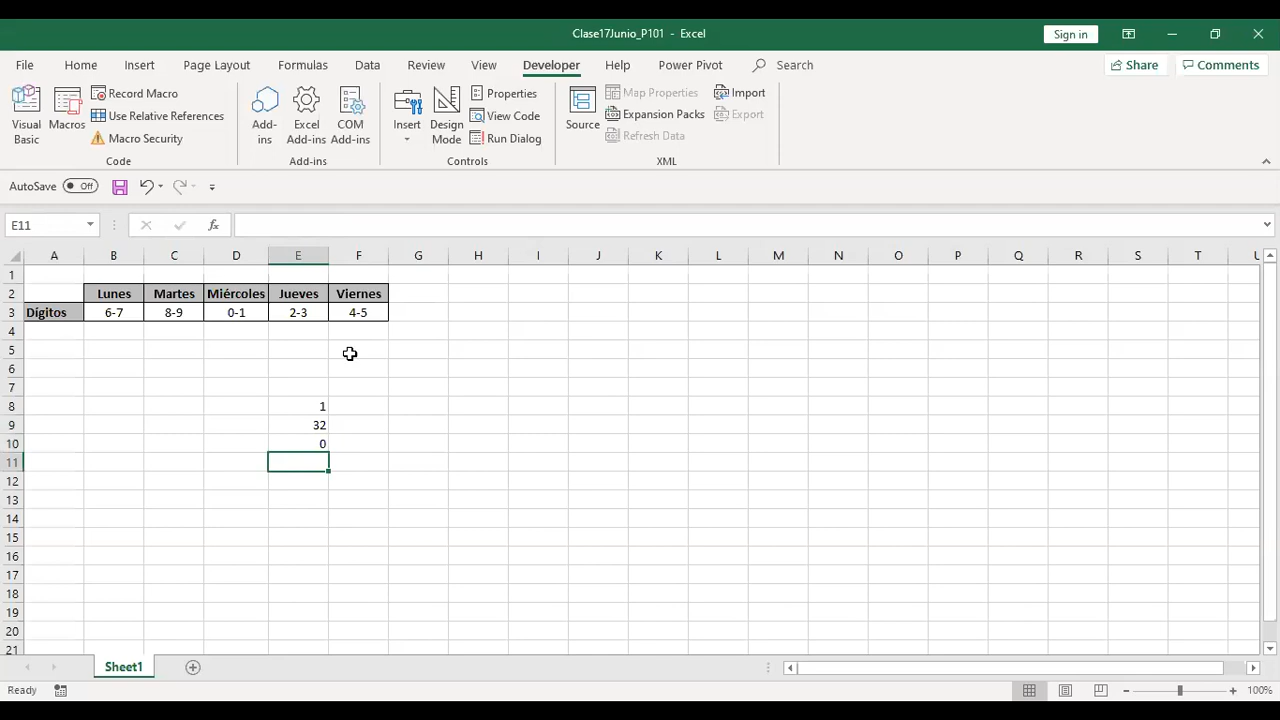 Clase17Junio_P101 - Excel
Sign in
File Home Insert Page Layout Formulas Data Review View Developer Help Power Pivot Search Share Comments
Visual Basic
Macros
Record Macro
Use Relative References
Macro Security
Code
Add-ins
Excel Add-ins
COM Add-ins
Add-ins
Insert
Design Mode
Properties
View Code
Run Dialog
Controls
Source
Map Properties
Expansion Packs
Refresh Data
Import
Export
XML
AutoSave Off
E11
fx
A B C D E F G H I J K L M N O P Q R S T U
1
2 Lunes Martes Miércoles Jueves Viernes
3 Dígitos 6-7 8-9 0-1 2-3 4-5
4
5
6
7
8 1
9 32
10 0
11
12
13
14
15
16
17
18
19
20
21
Sheet1
Ready
100%